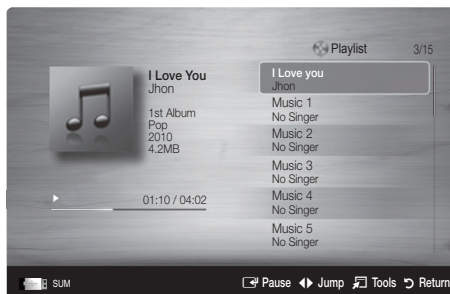 Playlist 3/15
I Love You
Jhon
1st Album
Pop
2010
4.2MB
01:10 / 04:02
I Love you
Jhon
Music 1
No Singer
Music 2
No Singer
Music 3
No Singer
Music 4
No Singer
Music 5
No Singer
SUM Pause Jump Tools Return